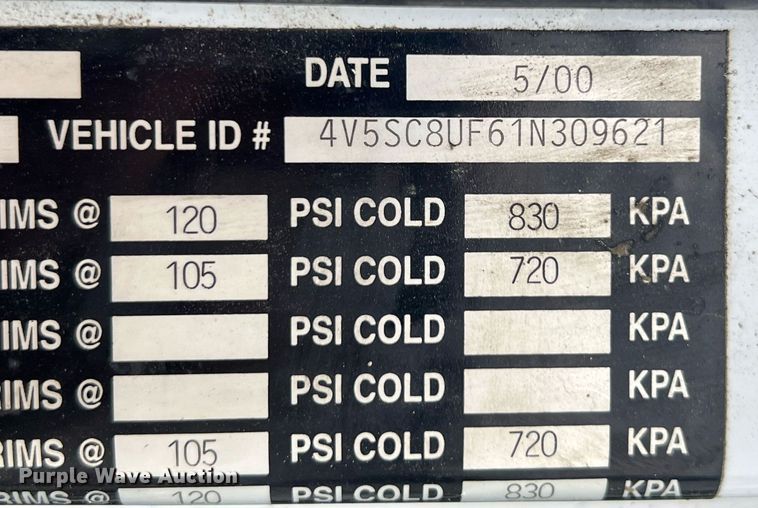 DATE 5/00
VEHICLE ID # 4V5SC8UF61N309621
IMS @ 120 PSI COLD 830 KPA
IMS @ 105 PSI COLD 720 KPA
IMS @ PSI COLD KPA
RIMS @ PSI COLD KPA
RIMS @ 105 PSI COLD 720 KPA
RIMS @ 120 PSI COLD 830 KPA
Purple Wave Auction